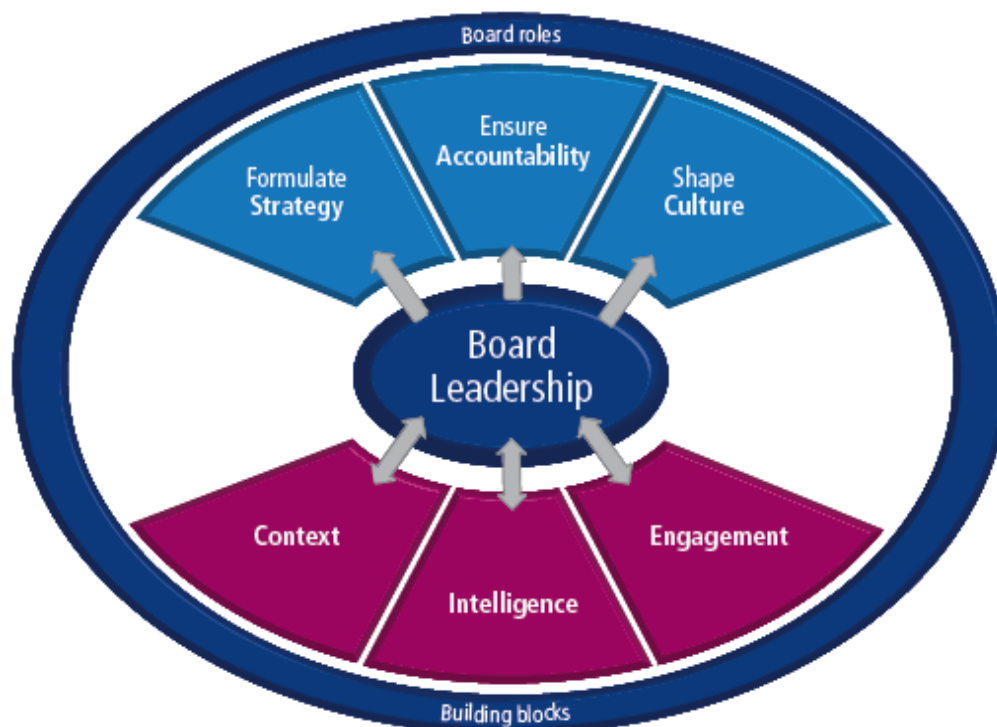 Board roles
Ensure
Accountability
Formulate
Strategy
Shape
Culture
Board
Leadership
Context
Engagement
Intelligence
Building blocks